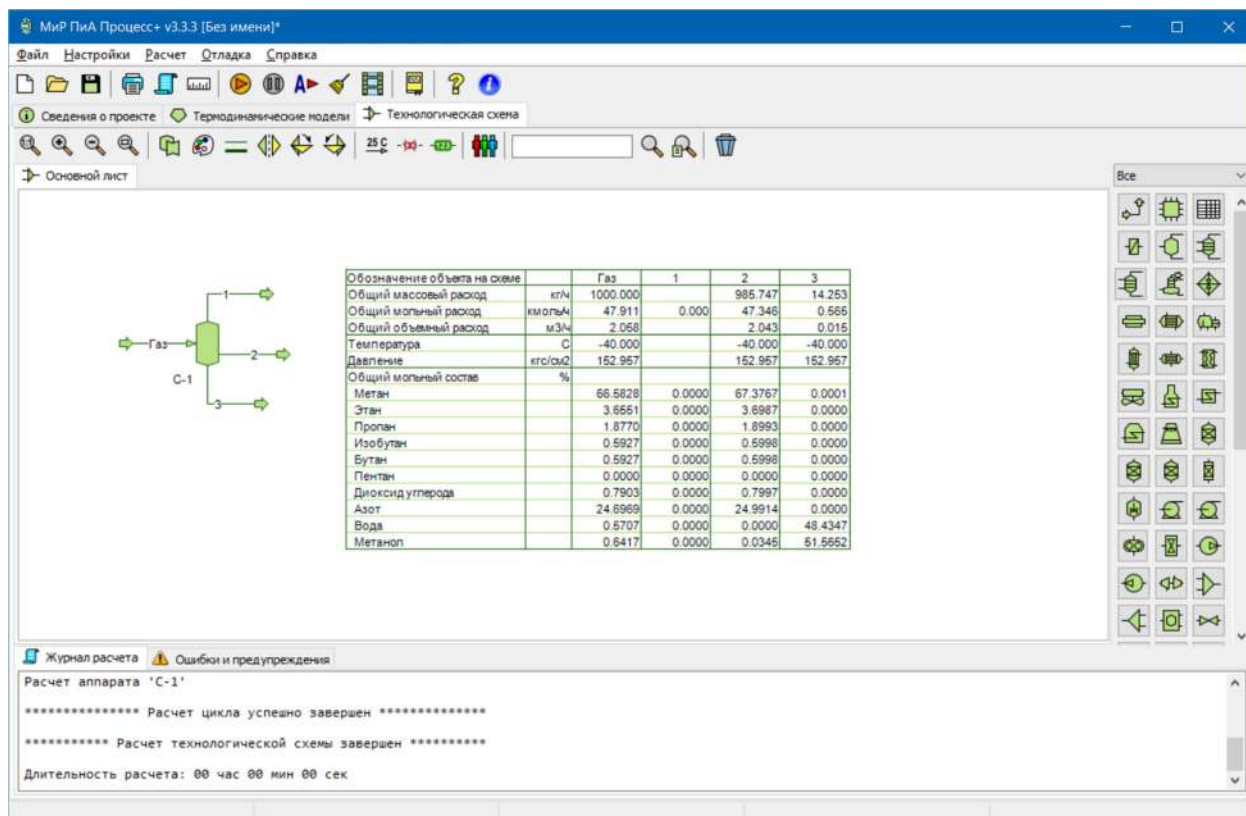 МиР ПиА Процесс+ v3.3.3 [Без имени]*
Файл Настройки Расчет Отладка Справка
Сведения о проекте Термодинамические модели Технологическая схема
25 C
Основной лист
Все
Обозначение объекта на схеме Газ 1 2 3
Общий массовый расход кг/ч 1000.000 985.747 14.253
Общий мольный расход кмоль/ч 47.911 0.000 47.346 0.565
Общий объемный расход м3/ч 2.058 2.043 0.015
Температура C -40.000 -40.000 -40.000
Давление кгс/см2 152.957 152.957 152.957
Общий мольный состав %
Метан 66.5828 0.0000 67.3767 0.0001
Этан 3.6551 0.0000 3.6987 0.0000
Пропан 1.8770 0.0000 1.8993 0.0000
Изобутан 0.5927 0.0000 0.5998 0.0000
Бутан 0.5927 0.0000 0.5998 0.0000
Пентан 0.0000 0.0000 0.0000 0.0000
Диоксид углерода 0.7903 0.0000 0.7997 0.0000
Азот 24.6969 0.0000 24.9914 0.0000
Вода 0.5707 0.0000 0.0000 48.4347
Метанол 0.6417 0.0000 0.0345 51.5652
1
Газ
2
С-1
3
Журнал расчета Ошибки и предупреждения
Расчет аппарата 'С-1'
*************** Расчет цикла успешно завершен **************
*********** Расчет технологической схемы завершен **********
Длительность расчета: 00 час 00 мин 00 сек